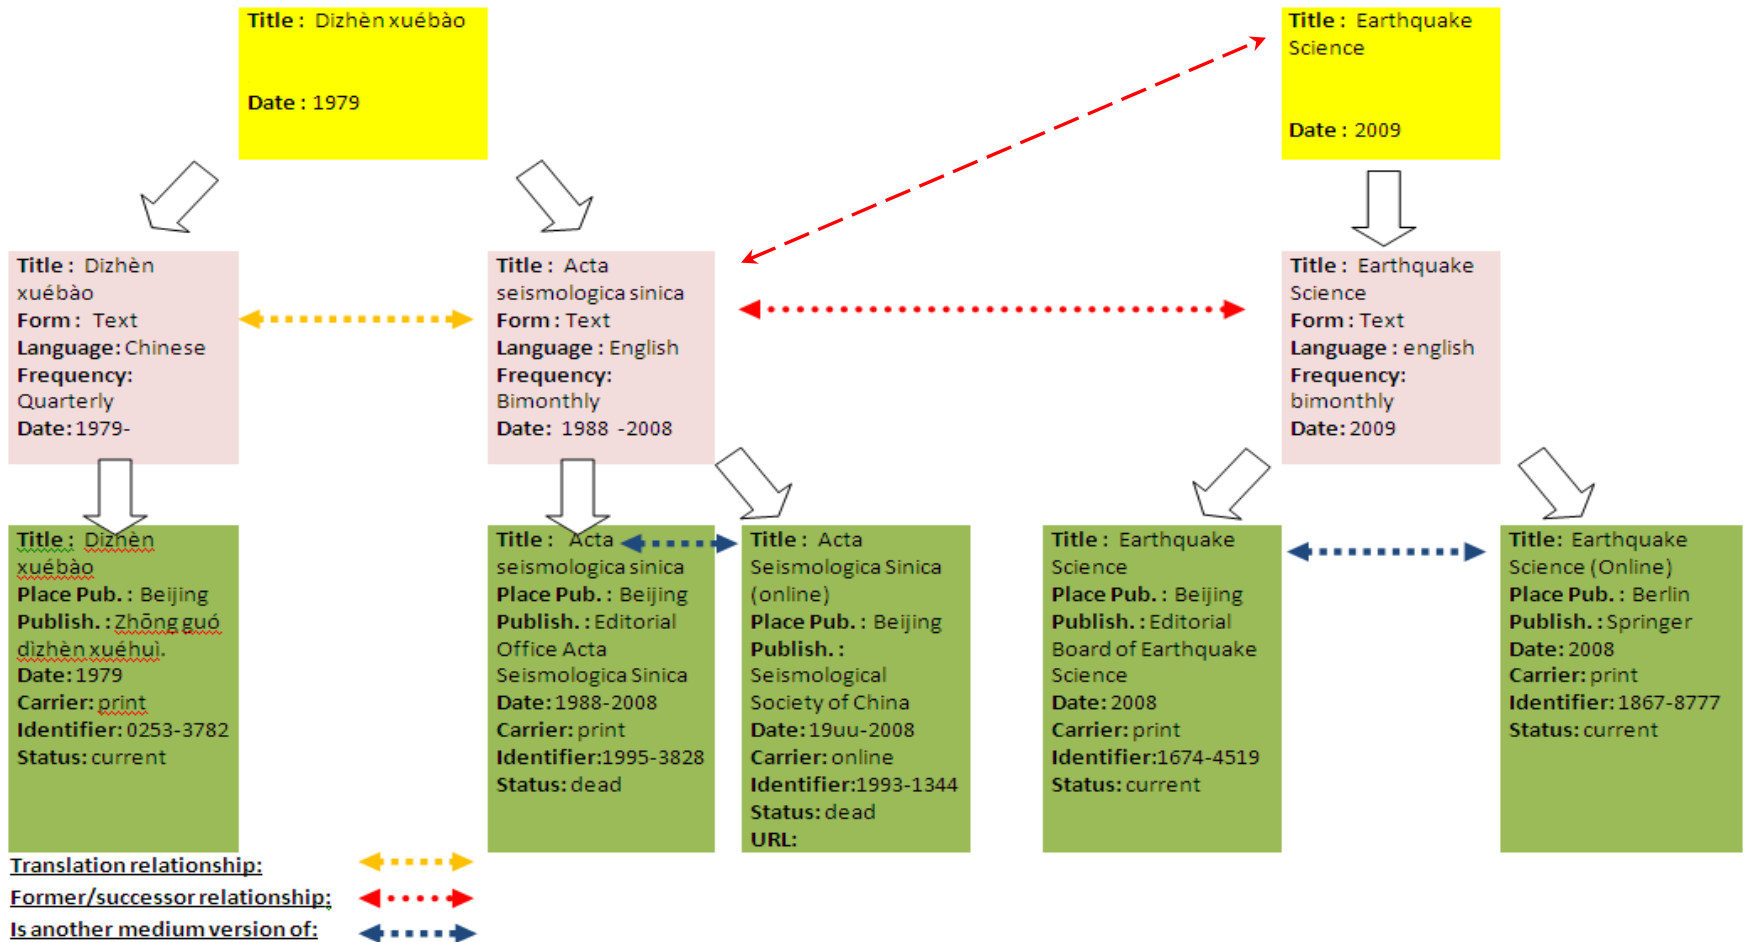 Title : Dizhèn xuébào
Date : 1979
Title : Earthquake
Science
Date : 2009
Title : Dizhèn
xuébào
Form : Text
Language: Chinese
Frequency:
Quarterly
Date: 1979-
Title : Acta
seismologica sinica
Form : Text
Language : English
Frequency:
Bimonthly
Date: 1988 -2008
Title : Earthquake
Science
Form : Text
Language : english
Frequency:
bimonthly
Date: 2009
Title : Dizhèn
xuébào
Place Pub. : Beijing
Publish. : Zhōng guó
dìzhèn xuéhuì.
Date: 1979
Carrier: print
Identifier: 0253-3782
Status: current
Title : Acta
seismologica sinica
Place Pub. : Beijing
Publish. : Editorial
Office Acta
Seismologica Sinica
Date: 1988-2008
Carrier: print
Identifier:1995-3828
Status: dead
Title : Acta
Seismologica Sinica
(online)
Place Pub. : Beijing
Publish. :
Seismological
Society of China
Date: 19uu-2008
Carrier: online
Identifier:1993-1344
Status: dead
URL:
Title : Earthquake
Science
Place Pub. : Beijing
Publish. : Editorial
Board of Earthquake
Science
Date: 2008
Carrier: print
Identifier:1674-4519
Status: current
Title: Earthquake
Science (Online)
Place Pub. : Berlin
Publish. : Springer
Date: 2008
Carrier: print
Identifier: 1867-8777
Status: current
Translation relationship:
Former/successor relationship:
Is another medium version of: